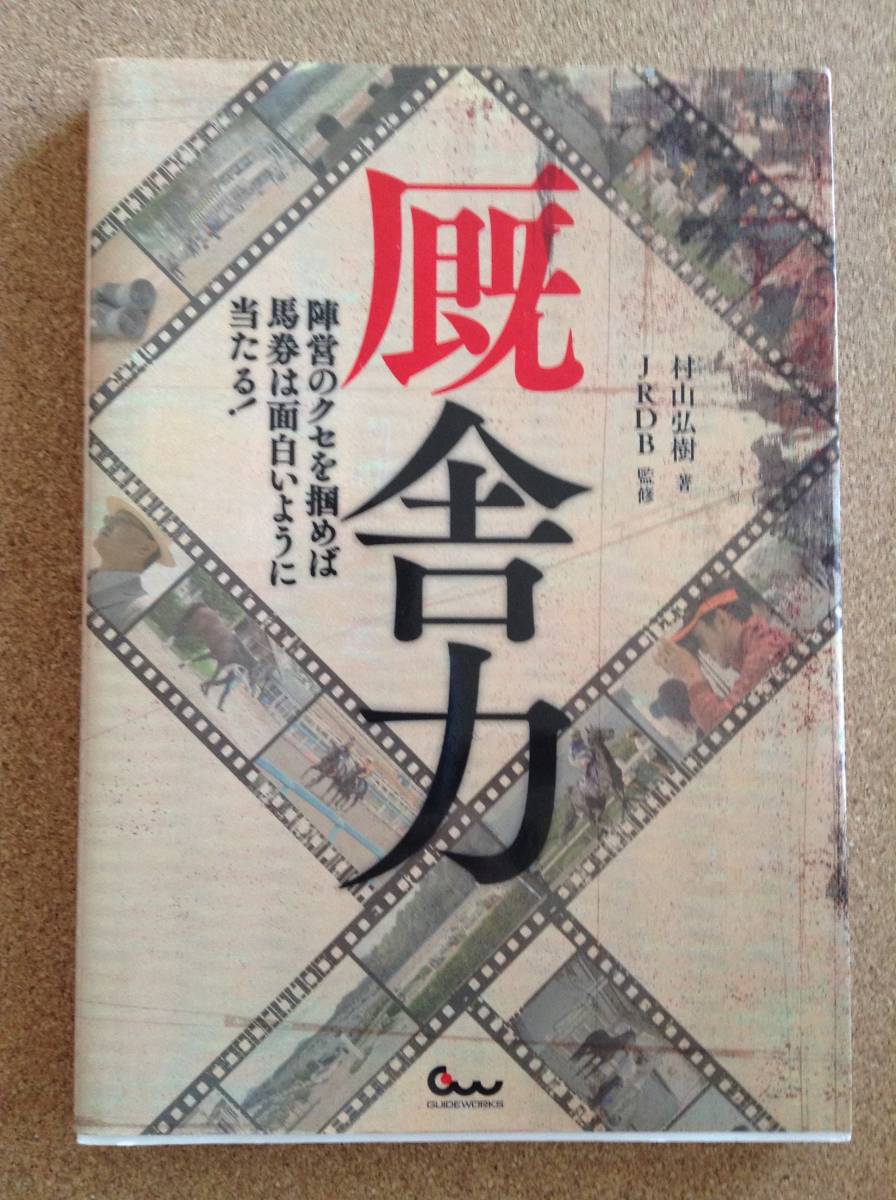 厩舎力
村山弘樹 著
JRDB 監修
陣営のクセを掴めば
馬券は面白いように
当たる!
GUIDEWORKS